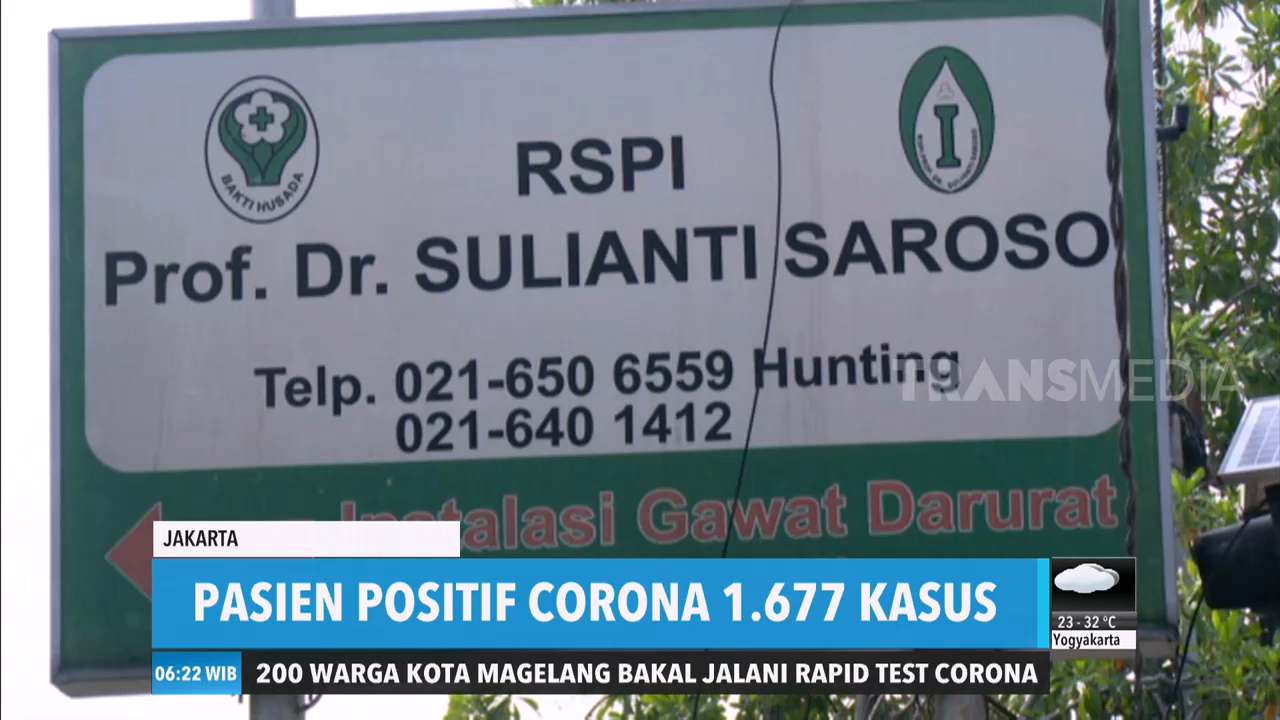 BAKTI HUSADA
I
RSPI
Prof. Dr. SULIANTI SAROSO
Telp. 021-650 6559 Hunting
021-640 1412
TRANSMEDIA
Instalasi Gawat Darurat
JAKARTA
PASIEN POSITIF CORONA 1.677 KASUS
23 - 32 °C
Yogyakarta
06:22 WIB
200 WARGA KOTA MAGELANG BAKAL JALANI RAPID TEST CORONA